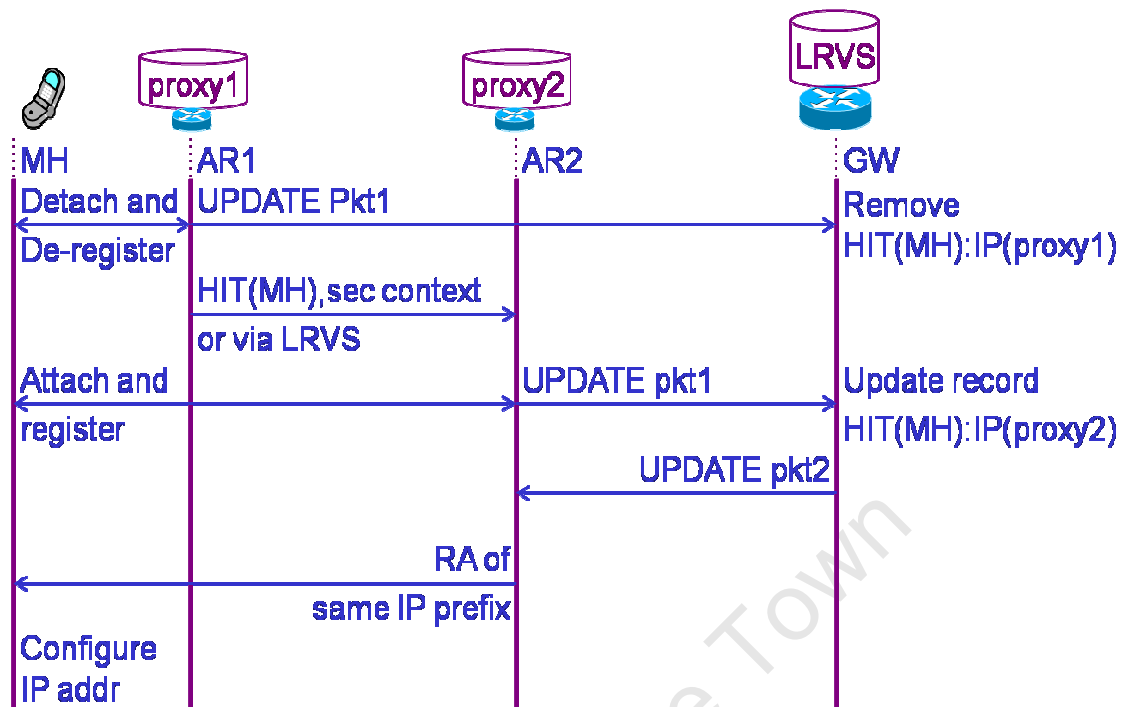 LRVS
proxy1
proxy2
MH
AR1
AR2
GW
Detach and
UPDATE Pkt1
Remove
De-register
HIT(MH):IP(proxy1)
HIT(MH),sec context
or via LRVS
Attach and
UPDATE pkt1
Update record
register
HIT(MH):IP(proxy2)
UPDATE pkt2
RA of
same IP prefix
Configure
IP addr
Town